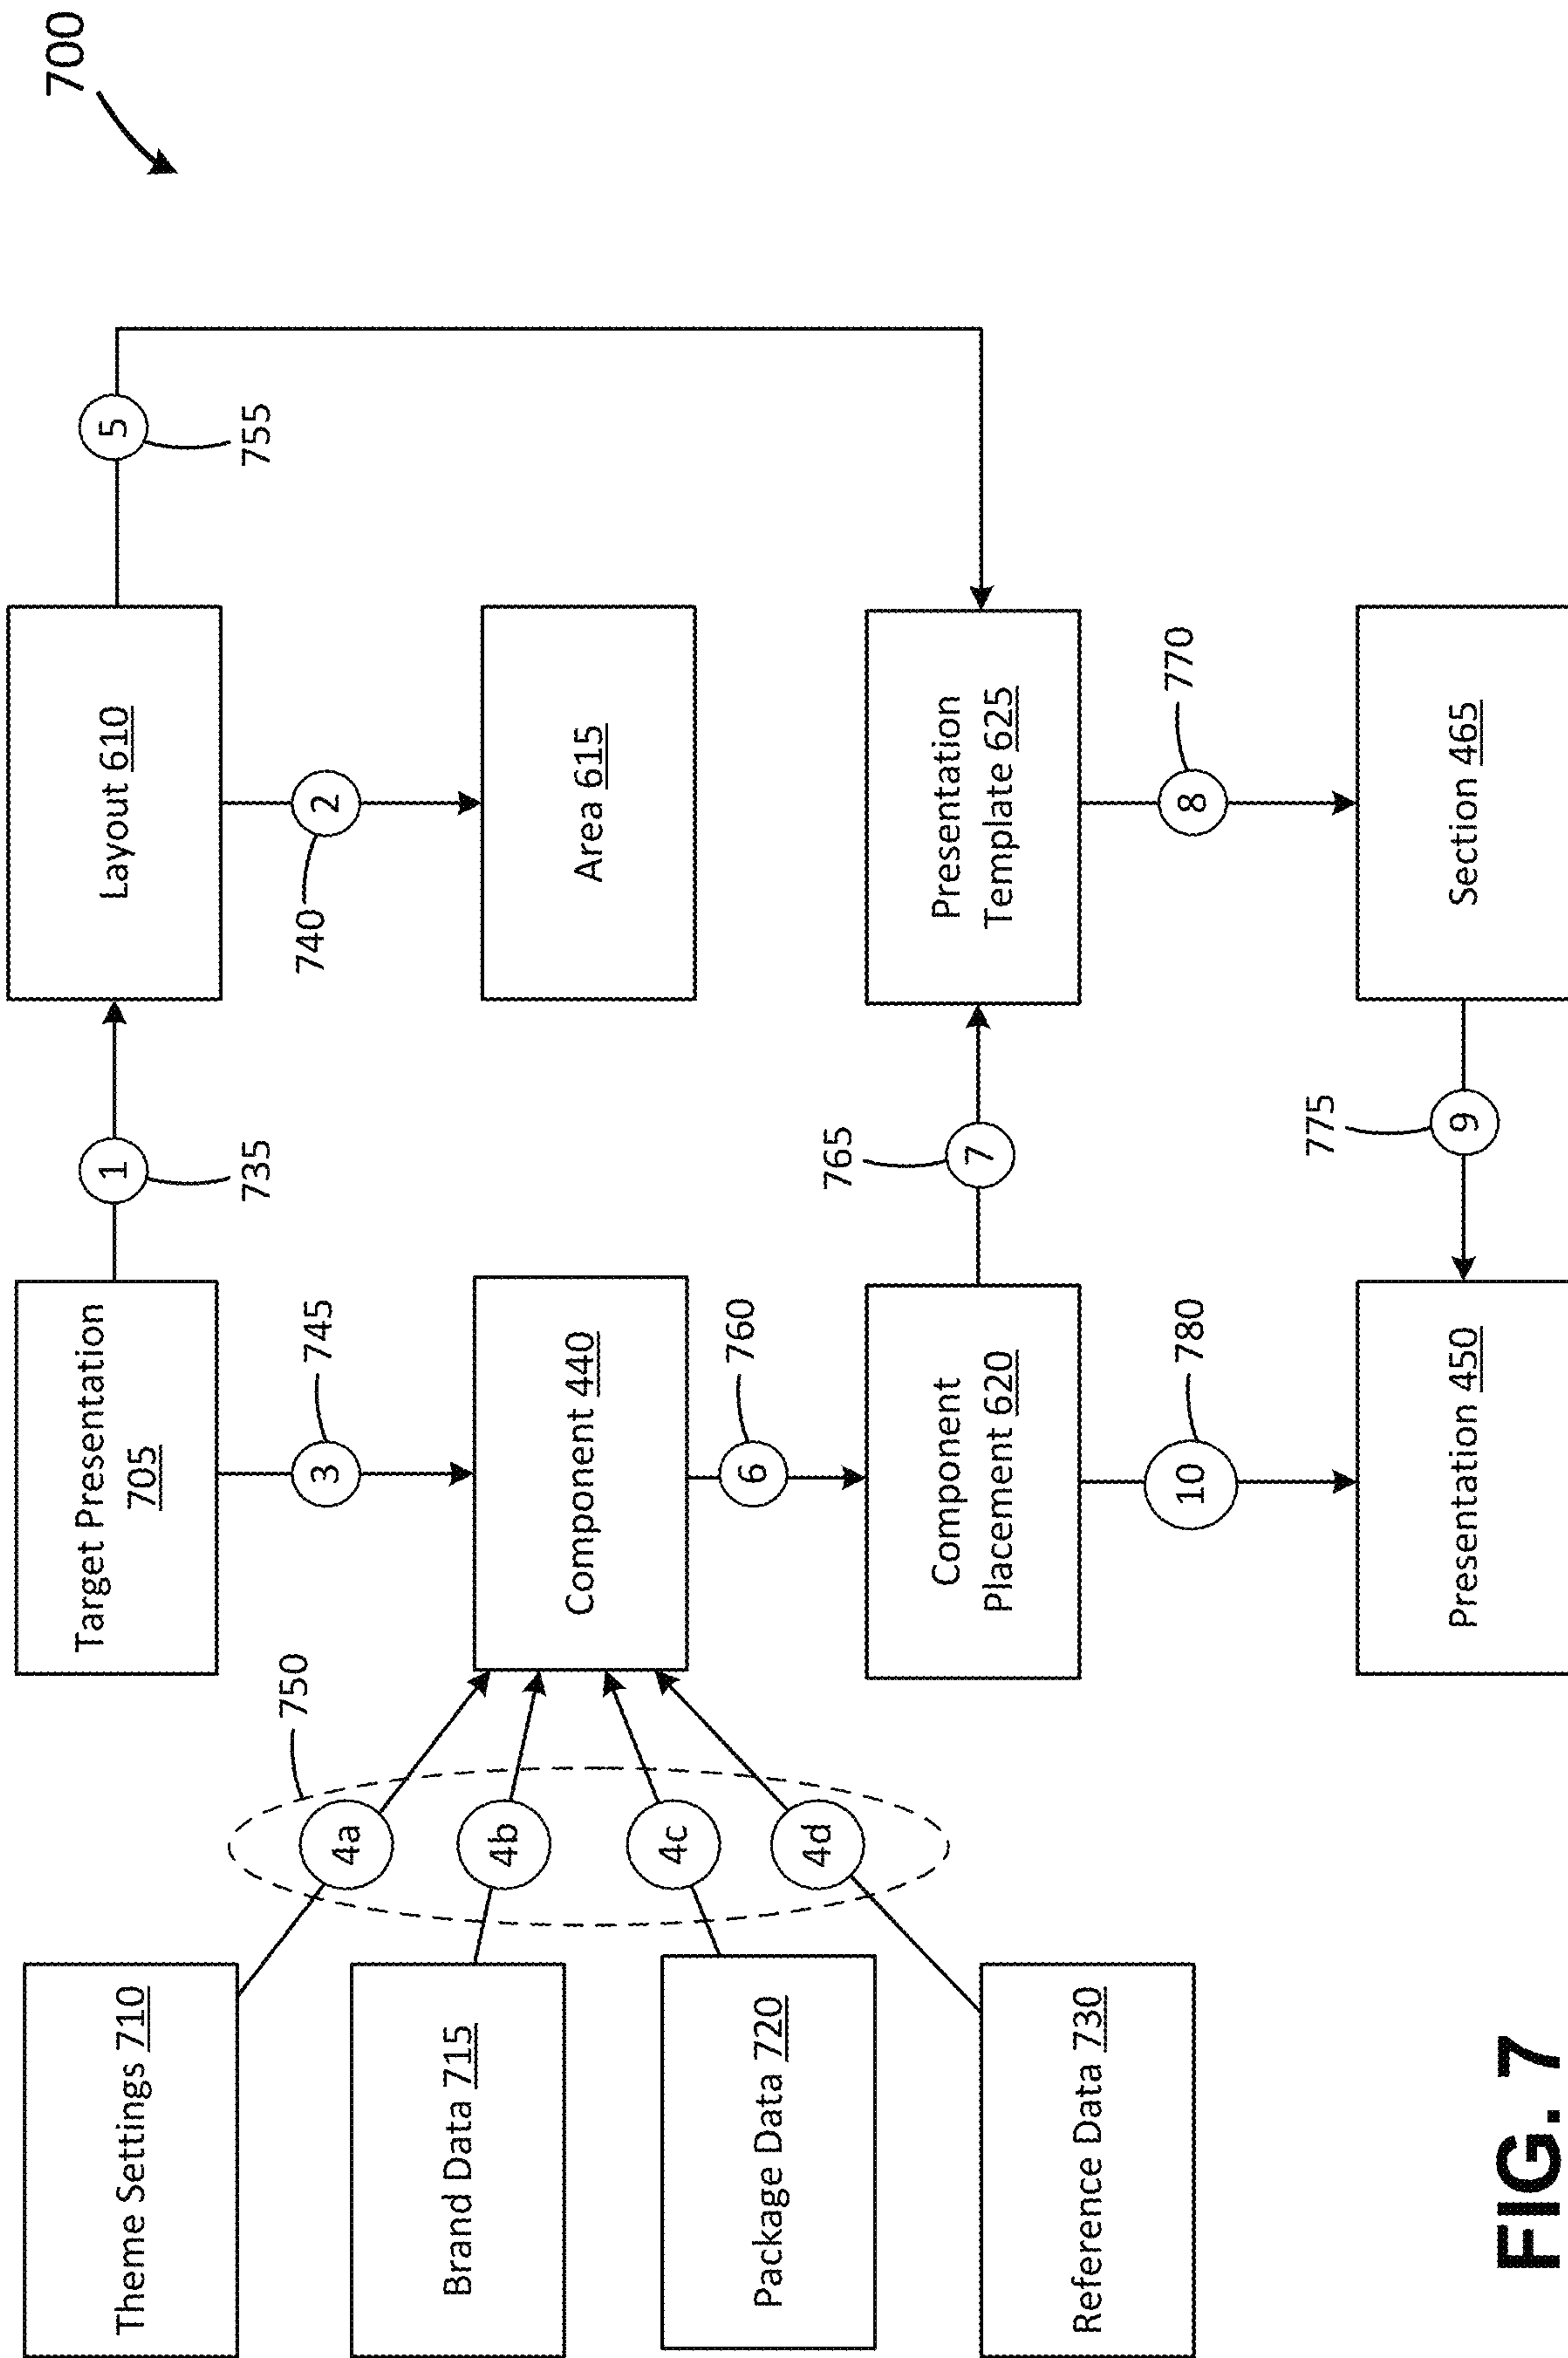 700
Target Presentation
705
1
735
Layout 610
5
755
Theme Settings 710
750
4a
3
745
2
740
Brand Data 715
4b
Component 440
Area 615
Package Data 720
4c
6
760
4d
Reference Data 730
Component
Placement 620
7
765
Presentation
Template 625
10
780
8
770
Presentation 450
9
775
Section 465
FIG. 7